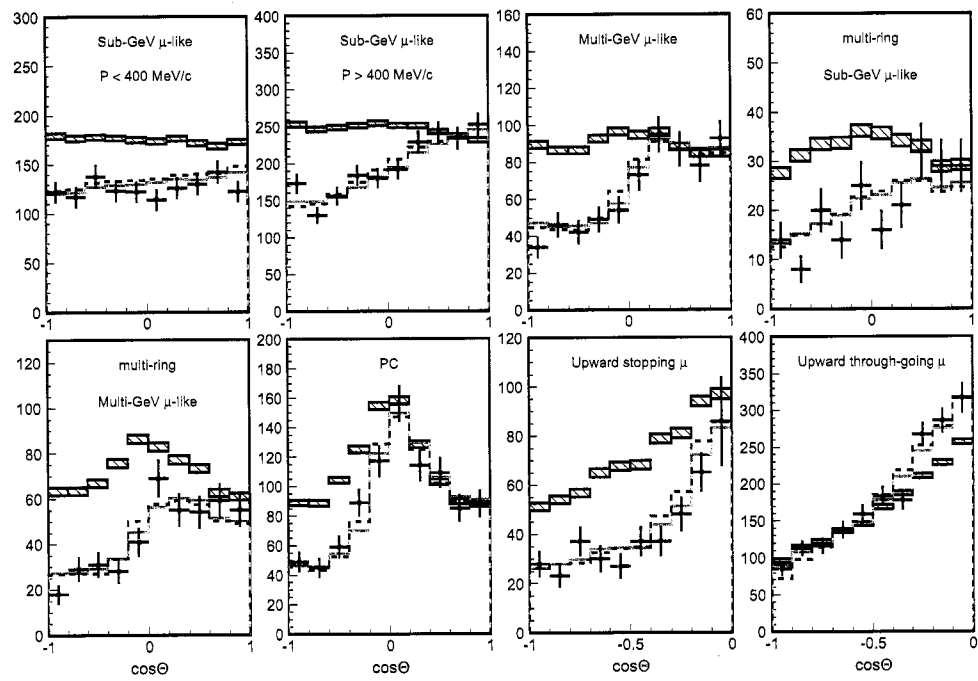 Sub-GeV μ-like
P < 400 MeV/c
300
250
200
150
100
50
0
-1 0 1
Sub-GeV μ-like
P > 400 MeV/c
400
350
300
250
200
150
100
50
0
-1 0 1
Multi-GeV μ-like
160
140
120
100
80
60
40
20
0
-1 0 1
multi-ring
Sub-GeV μ-like
60
50
40
30
20
10
0
-1 0 1
multi-ring
Multi-GeV μ-like
120
100
80
60
40
20
0
-1 0 1
cosΘ
PC
200
180
160
140
120
100
80
60
40
20
0
-1 0 1
cosΘ
Upward stopping μ
120
100
80
60
40
20
0
-1 -0.5 0
cosΘ
Upward through-going μ
400
350
300
250
200
150
100
50
0
-1 -0.5 0
cosΘ